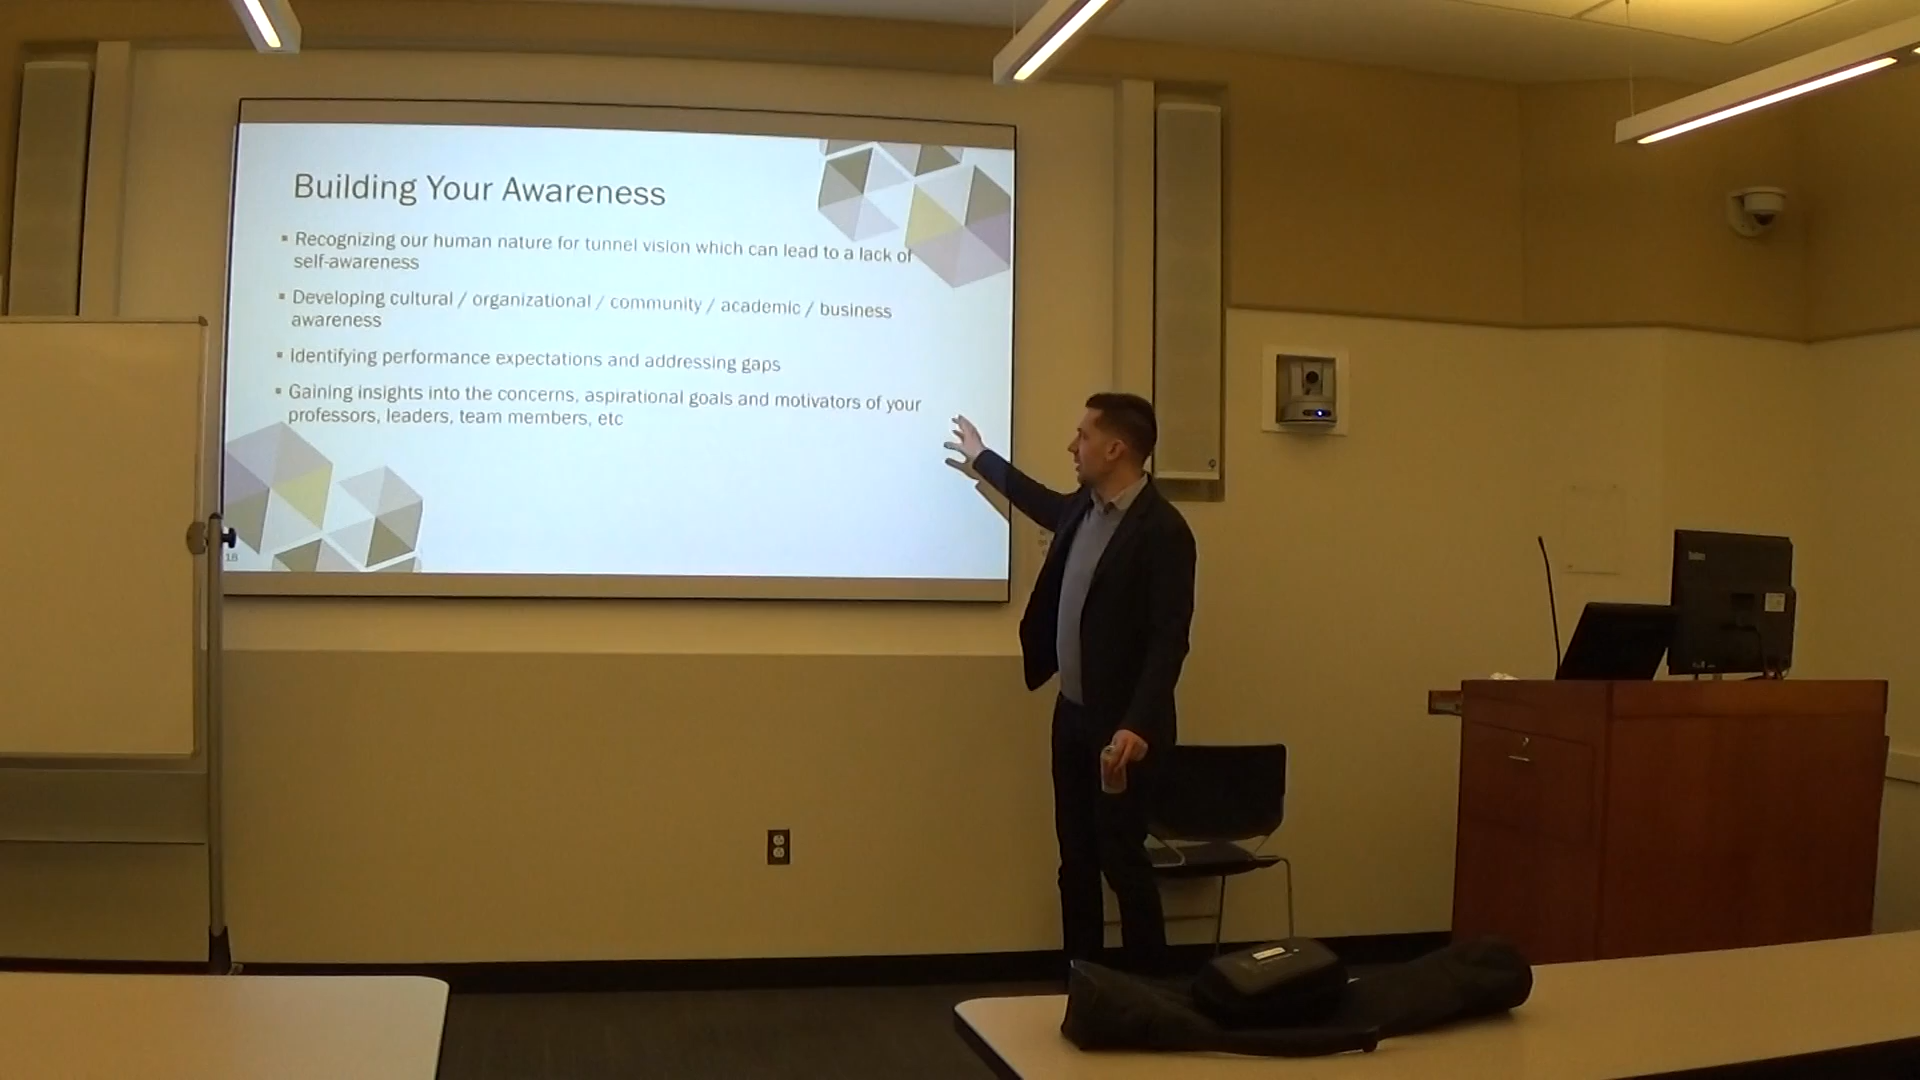 Building Your Awareness
▪ Recognizing our human nature for tunnel vision which can lead to a lack of
self-awareness
▪ Developing cultural / organizational / community / academic / business
awareness
▪ Identifying performance expectations and addressing gaps
▪ Gaining insights into the concerns, aspirational goals and motivators of your
professors, leaders, team members, etc
18